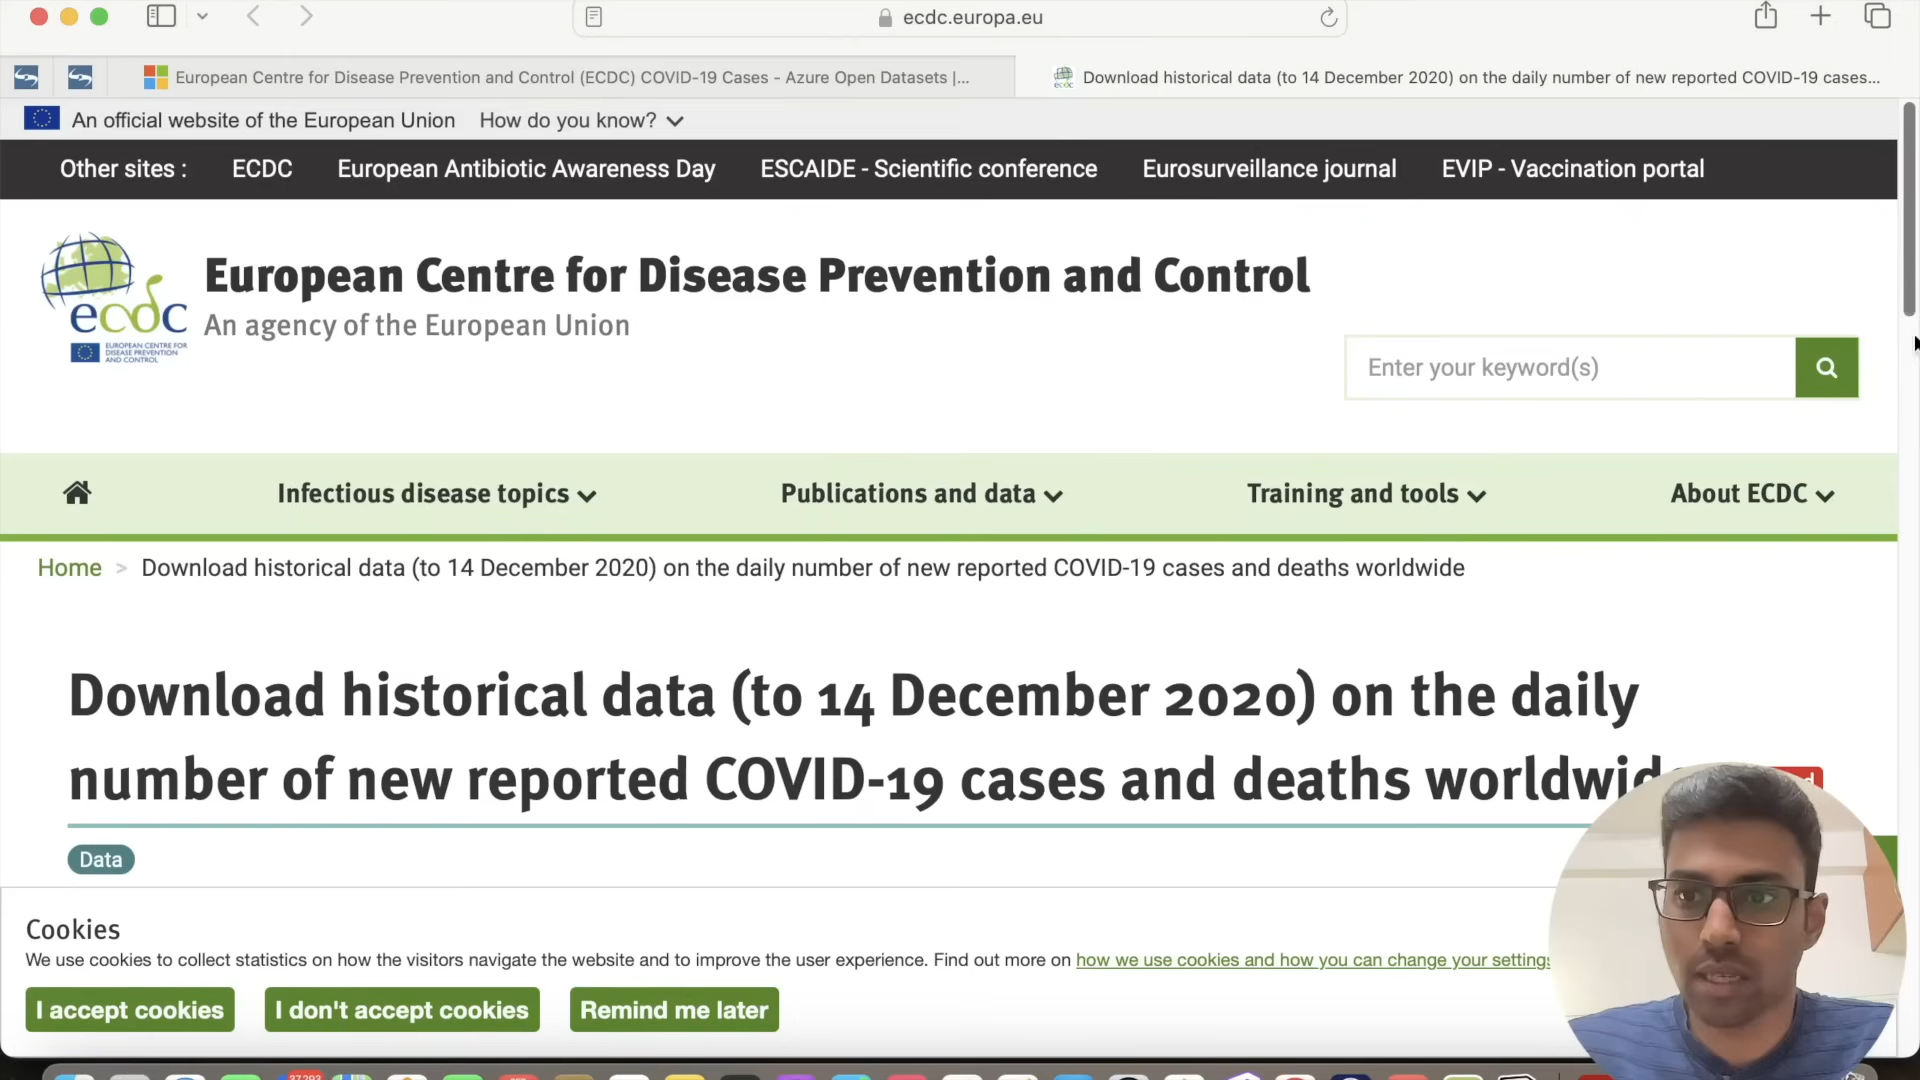 ecdc.europa.eu
European Centre for Disease Prevention and Control (ECDC) COVID-19 Cases - Azure Open Datasets |...
Download historical data (to 14 December 2020) on the daily number of new reported COVID-19 cases...
An official website of the European Union How do you know?
Other sites : ECDC European Antibiotic Awareness Day ESCAIDE - Scientific conference Eurosurveillance journal EVIP - Vaccination portal
European Centre for Disease Prevention and Control
An agency of the European Union
ecdc
EUROPEAN CENTRE FOR
DISEASE PREVENTION
AND CONTROL
Enter your keyword(s)
Infectious disease topics Publications and data Training and tools About ECDC
Home > Download historical data (to 14 December 2020) on the daily number of new reported COVID-19 cases and deaths worldwide
Download historical data (to 14 December 2020) on the daily
number of new reported COVID-19 cases and deaths worldwid
Data
Cookies
We use cookies to collect statistics on how the visitors navigate the website and to improve the user experience. Find out more on how we use cookies and how you can change your settings
I accept cookies I don't accept cookies Remind me later